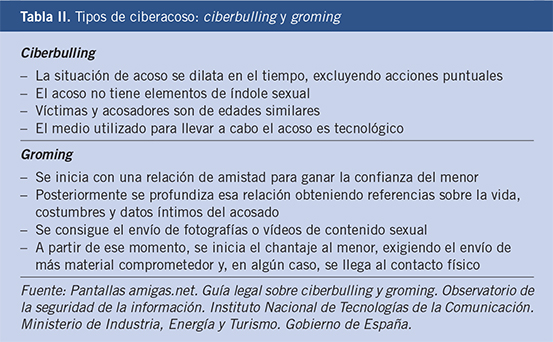 Tabla II. Tipos de ciberacoso: ciberbulling y groming
Ciberbulling
– La situación de acoso se dilata en el tiempo, excluyendo acciones puntuales
– El acoso no tiene elementos de índole sexual
– Víctimas y acosadores son de edades similares
– El medio utilizado para llevar a cabo el acoso es tecnológico
Groming
– Se inicia con una relación de amistad para ganar la confianza del menor
– Posteriormente se profundiza esa relación obteniendo referencias sobre la vida,
costumbres y datos íntimos del acosado
– Se consigue el envío de fotografías o vídeos de contenido sexual
– A partir de ese momento, se inicia el chantaje al menor, exigiendo el envío de
más material comprometedor y, en algún caso, se llega al contacto físico
Fuente: Pantallas amigas.net. Guía legal sobre ciberbulling y groming. Observatorio de
la seguridad de la información. Instituto Nacional de Tecnologías de la Comunicación.
Ministerio de Industria, Energía y Turismo. Gobierno de España.